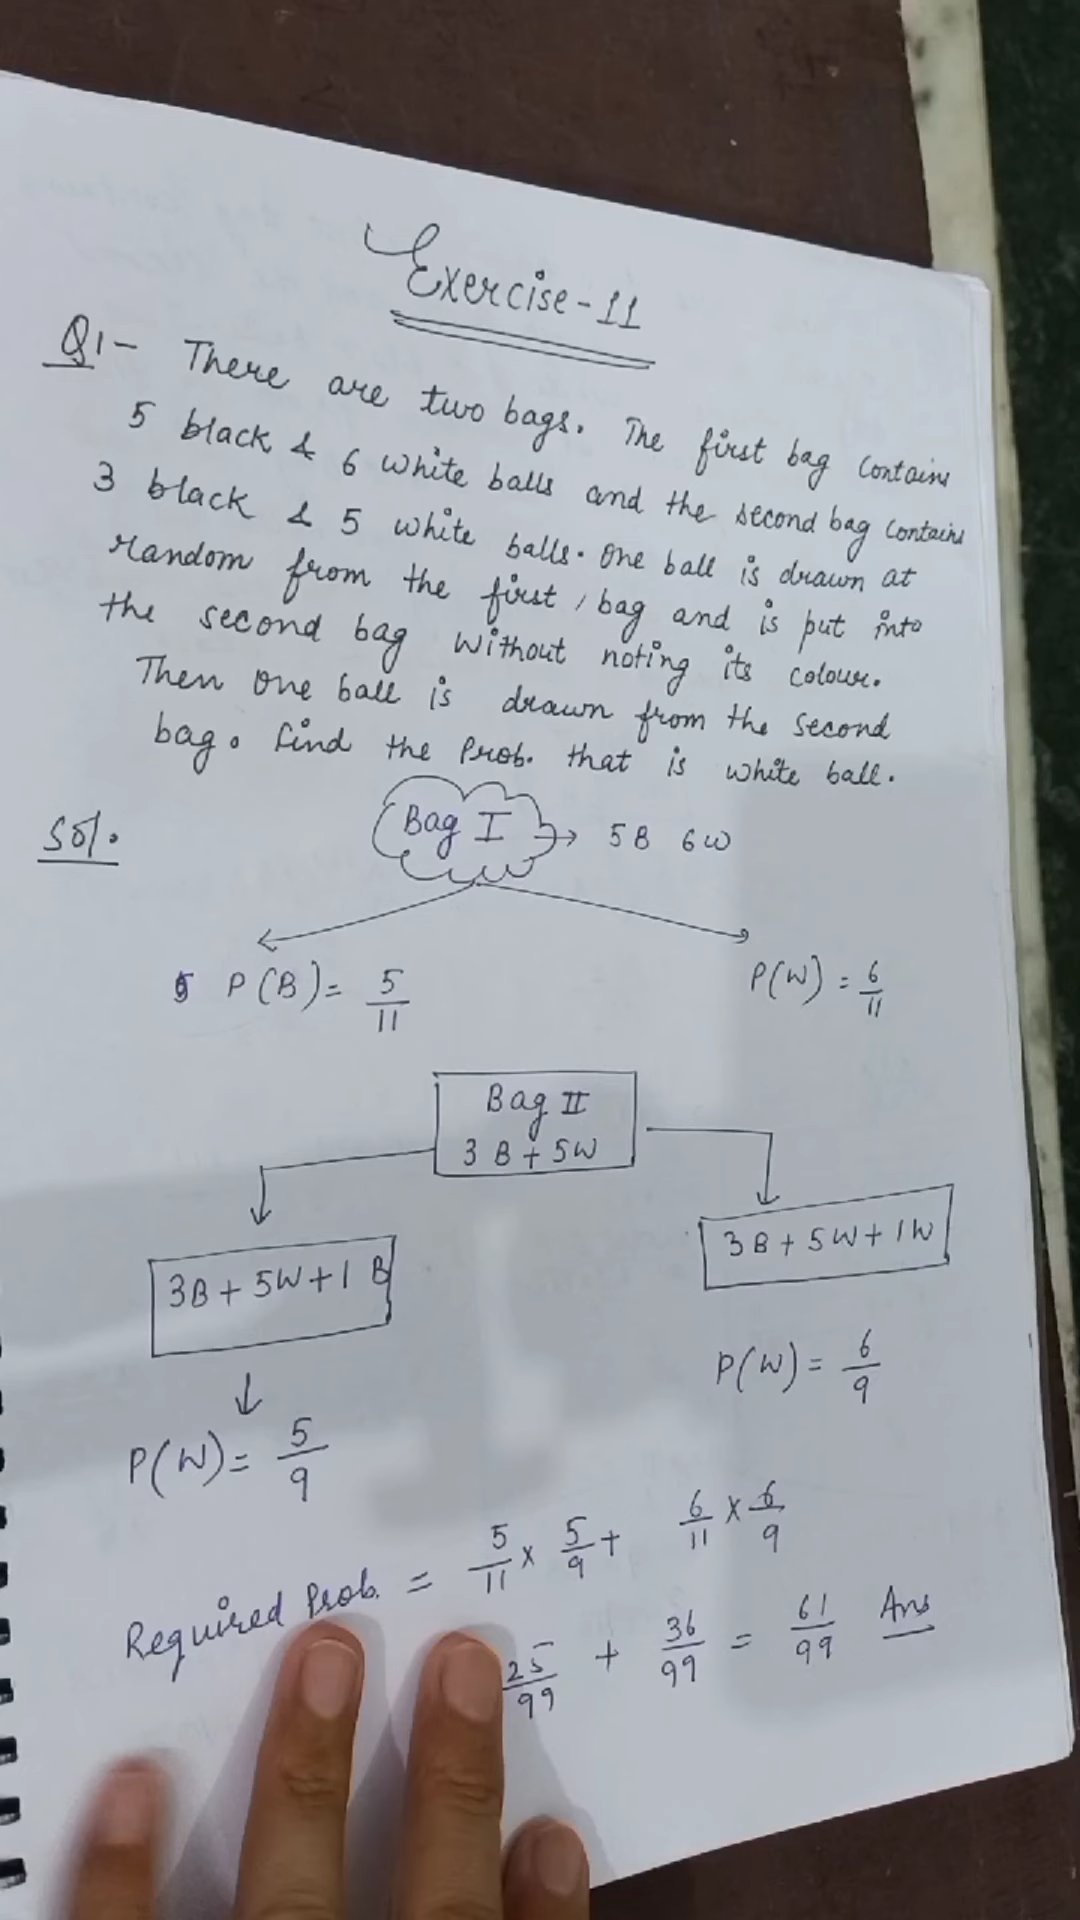 Exercise-11
Q1- There are two bags. The first bag contains
5 black & 6 white balls and the second bag contains
3 black & 5 white balls. One ball is drawn at
random from the first bag and is put into
the second bag without noting its colour.
Then one ball is drawn from the second
bag. find the Prob. that is white ball.
Sol.
Bag I → 5B 6W
P(B) = 5/11
P(W) = 6/11
Bag II
3 B + 5W
3B + 5W + 1 B
3B + 5W + 1W
P(W) = 6/9
P(W) = 5/9
Required Prob. = 5/11 × 5/9 + 6/11 × 6/9
25/99 + 36/99 = 61/99 Ans